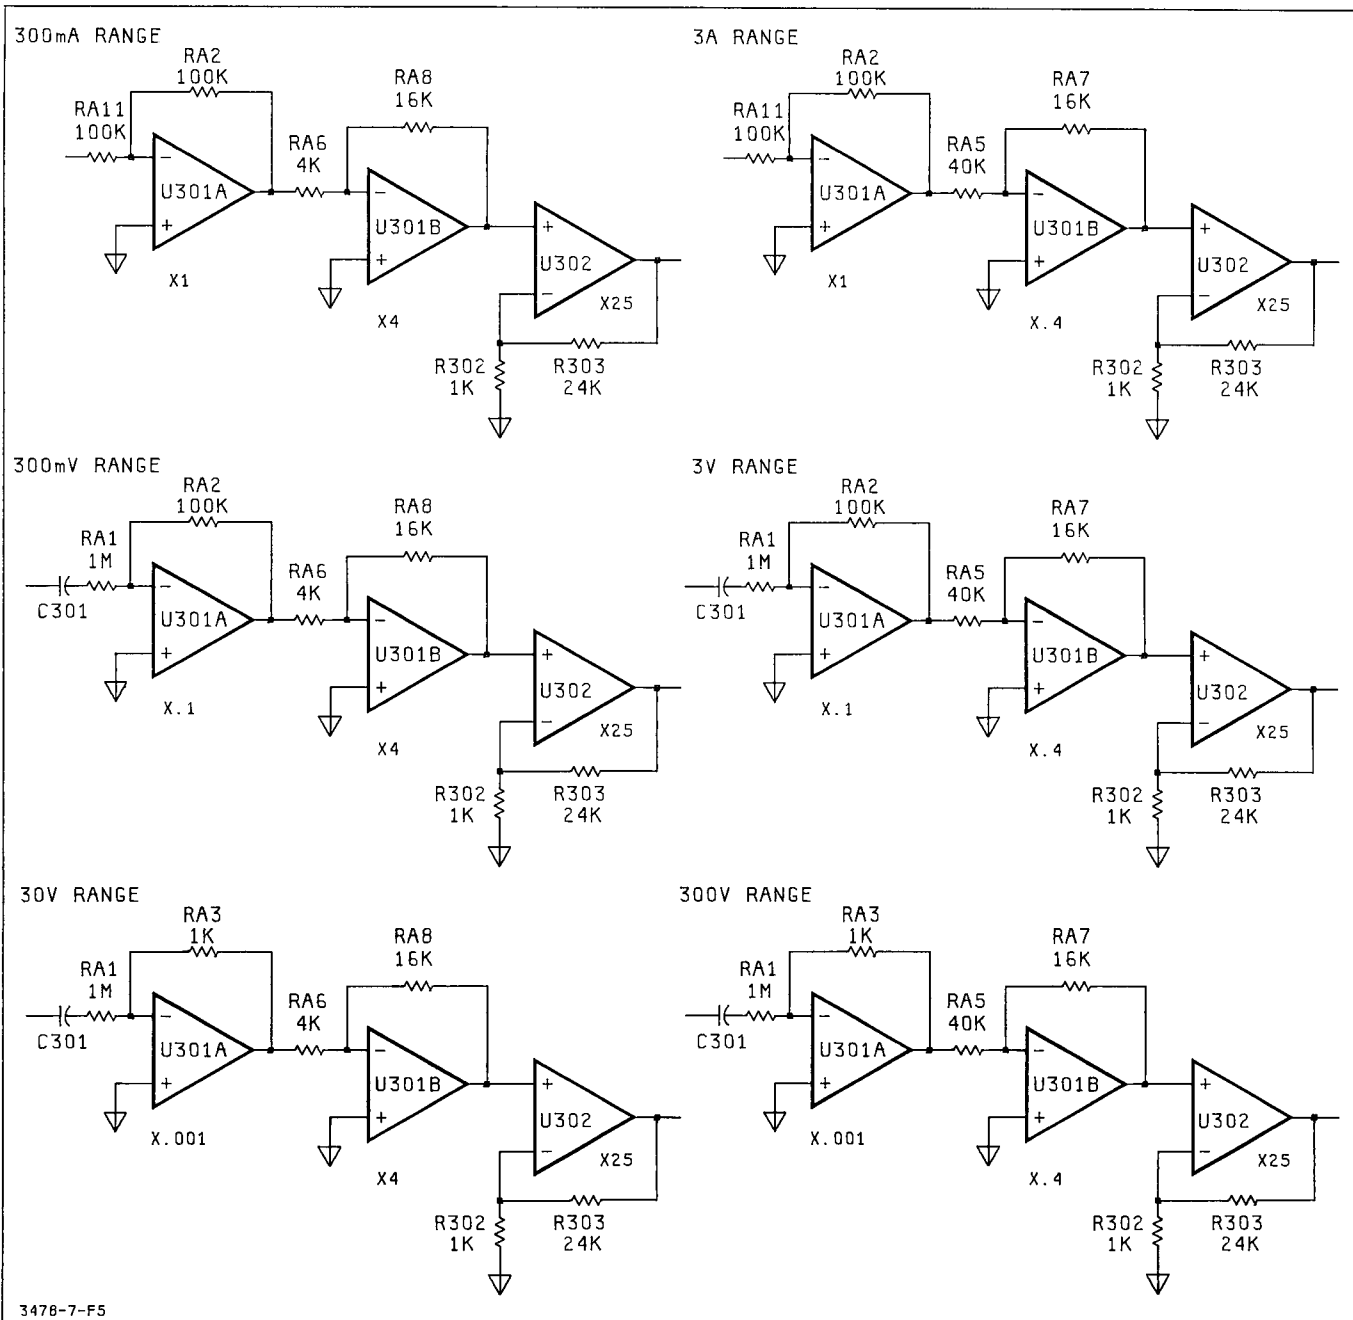 300mA RANGE
RA2
100K
RA8
16K
RA11
100K
RA6
4K
-
U301A
+
X1
-
U301B
+
X4
+
U302
-
X25
R302
1K
R303
24K
3A RANGE
RA2
100K
RA7
16K
RA11
100K
RA5
40K
-
U301A
+
X1
-
U301B
+
X.4
+
U302
-
X25
R302
1K
R303
24K
300mV RANGE
RA2
100K
RA8
16K
RA1
1M
C301
RA6
4K
-
U301A
+
X.1
-
U301B
+
X4
+
U302
-
X25
R302
1K
R303
24K
3V RANGE
RA2
100K
RA7
16K
RA1
1M
C301
RA5
40K
-
U301A
+
X.1
-
U301B
+
X.4
+
U302
-
X25
R302
1K
R303
24K
30V RANGE
RA3
1K
RA8
16K
RA1
1M
C301
RA6
4K
-
U301A
+
X.001
-
U301B
+
X4
+
U302
-
X25
R302
1K
R303
24K
300V RANGE
RA3
1K
RA7
16K
RA1
1M
C301
RA5
40K
-
U301A
+
X.001
-
U301B
+
X.4
+
U302
-
X25
R302
1K
R303
24K
3478-7-F5